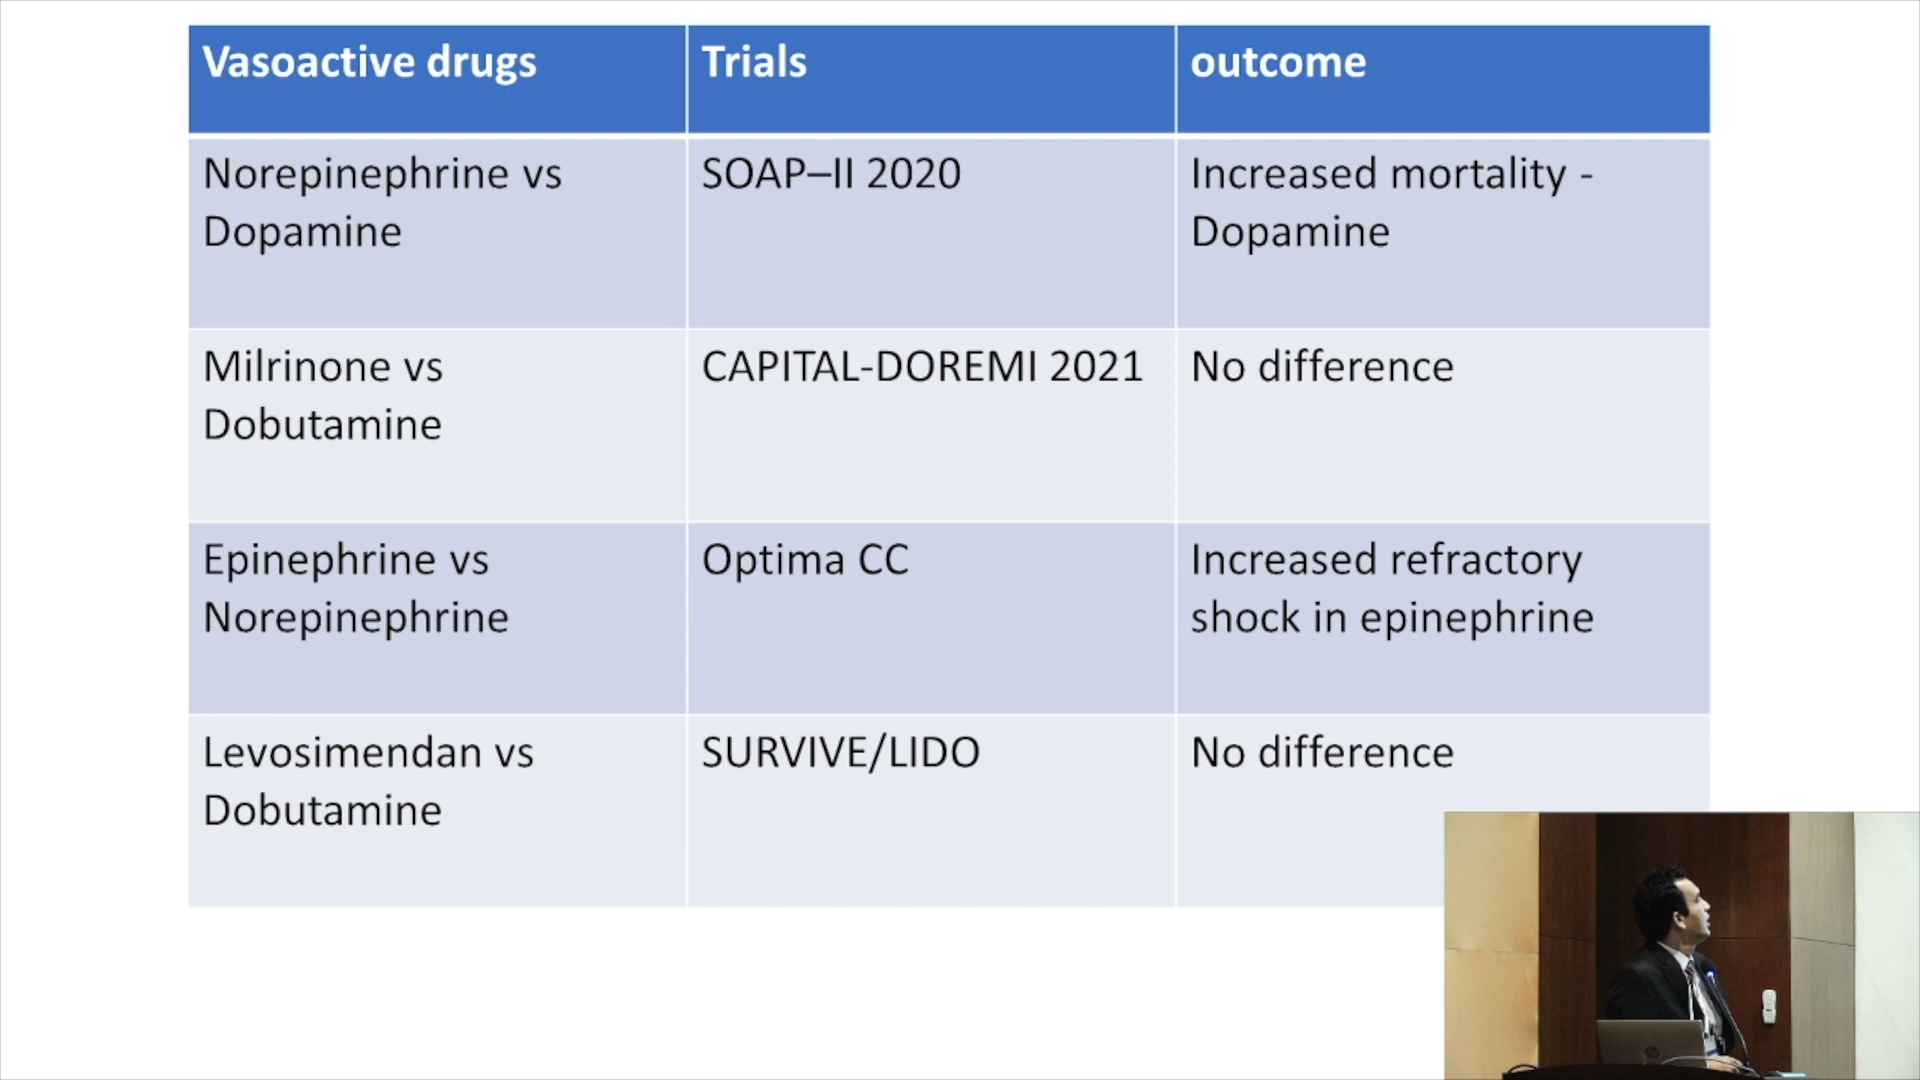 Vasoactive drugs
Trials
outcome
Norepinephrine vs
Dopamine
SOAP–II 2020
Increased mortality -
Dopamine
Milrinone vs
Dobutamine
CAPITAL-DOREMI 2021
No difference
Epinephrine vs
Norepinephrine
Optima CC
Increased refractory
shock in epinephrine
Levosimendan vs
Dobutamine
SURVIVE/LIDO
No difference
hp